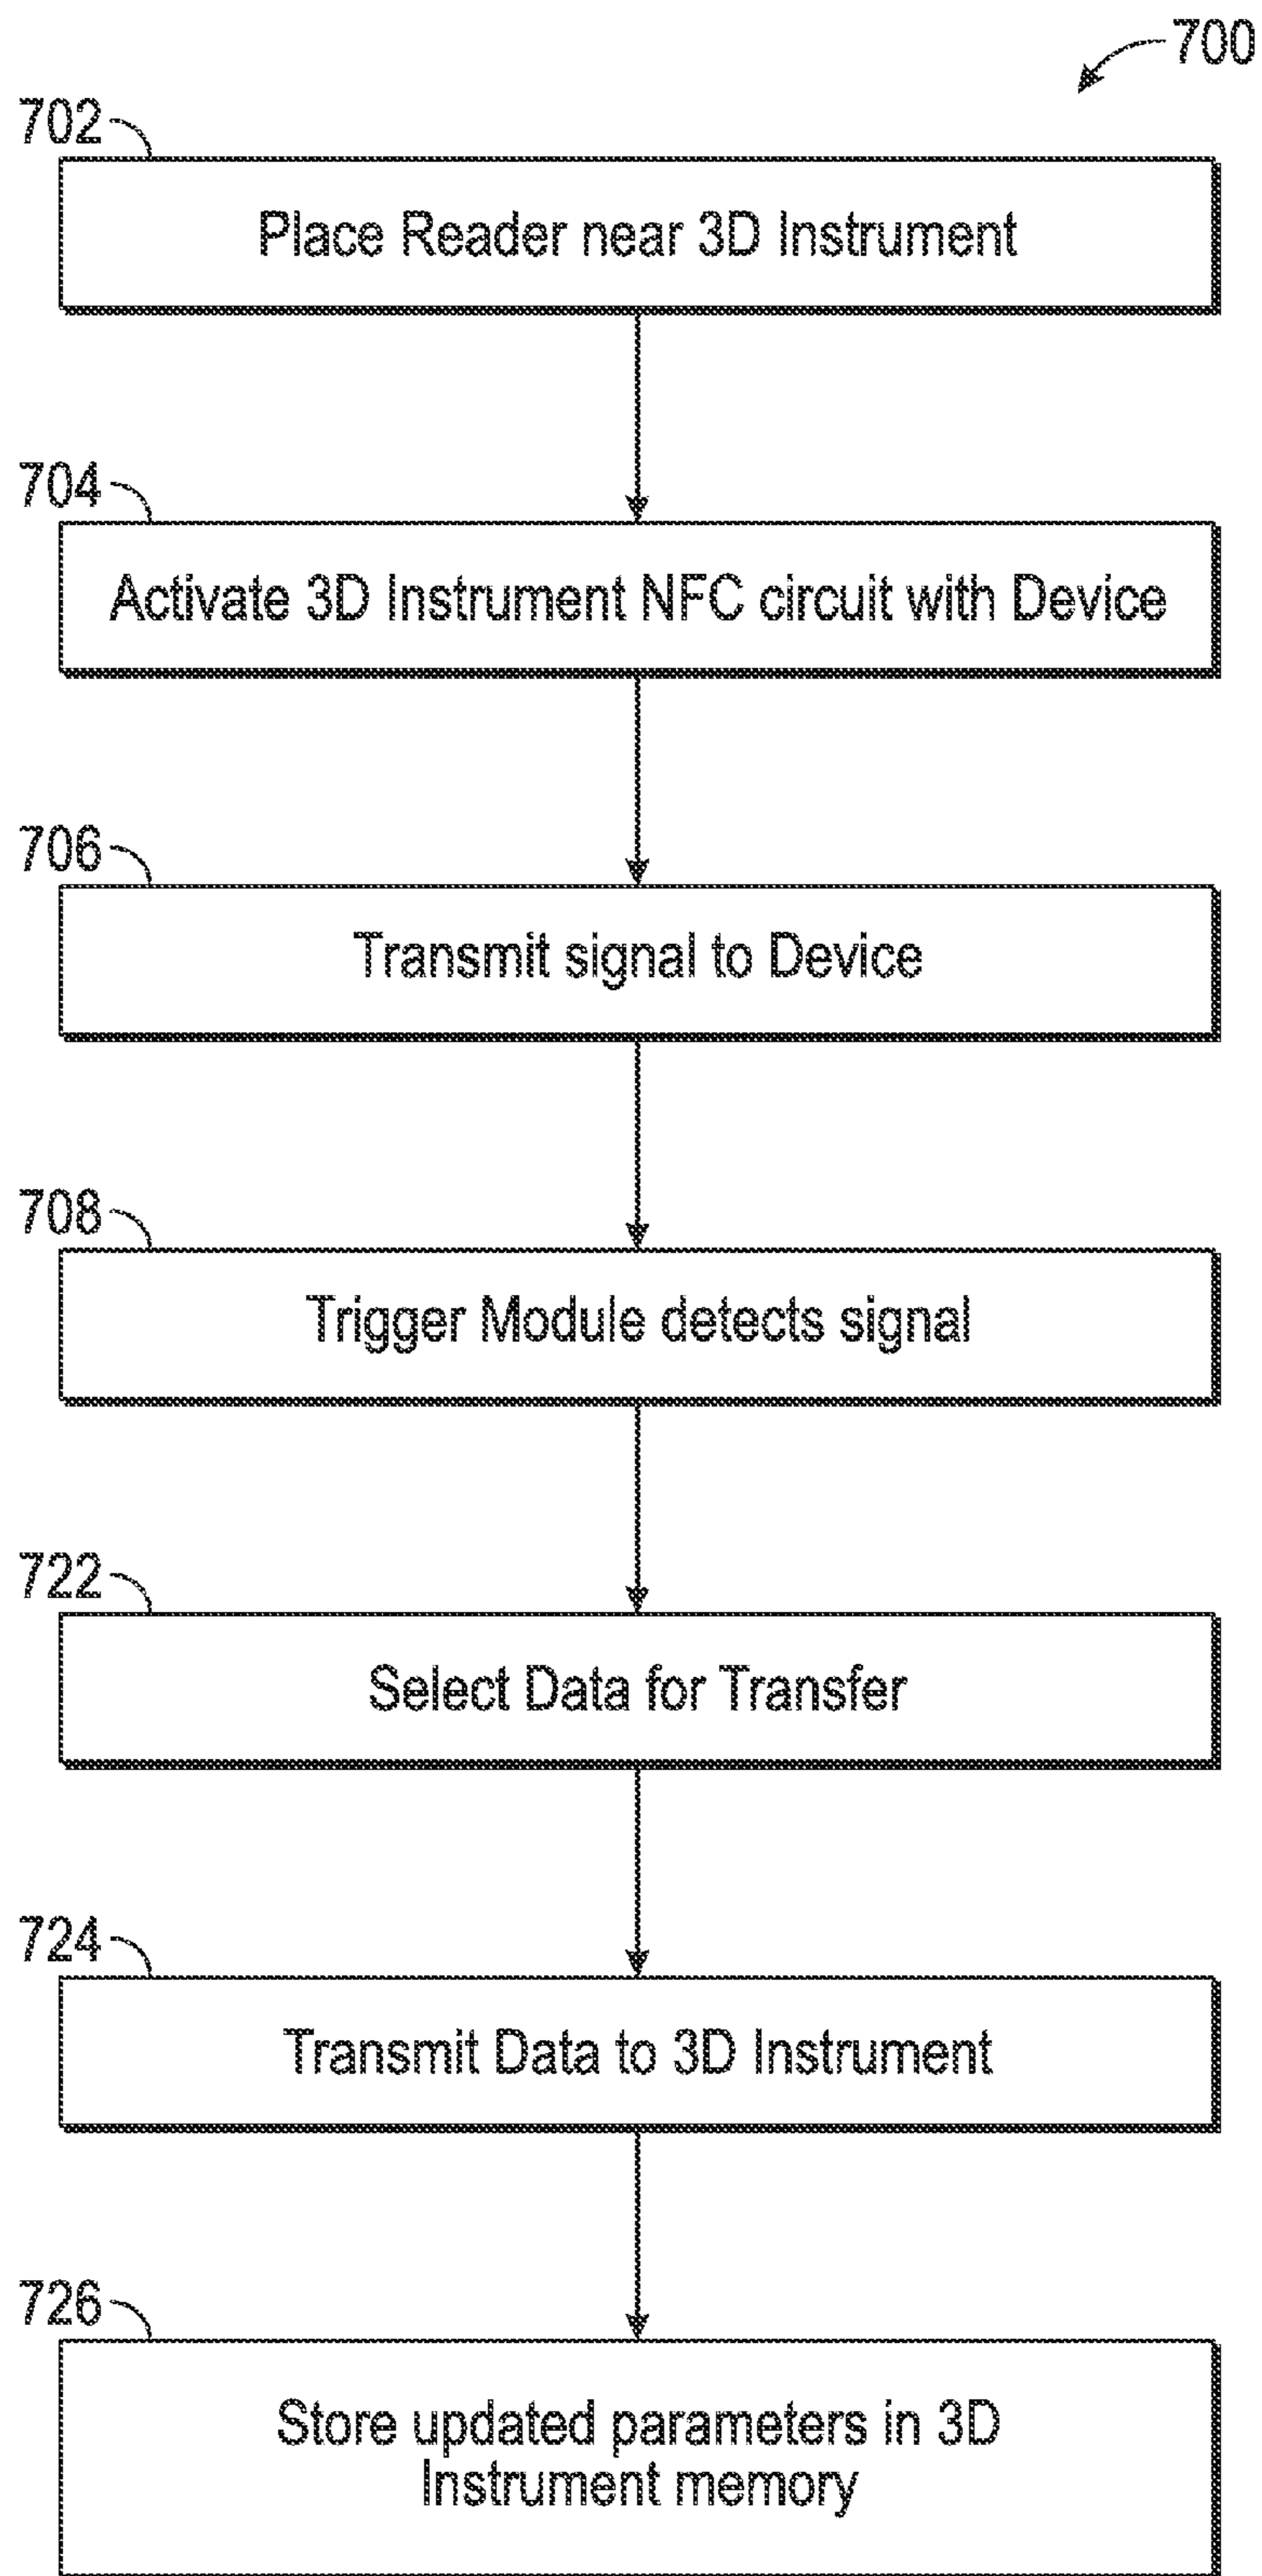 700
702
Place Reader near 3D Instrument
704
Activate 3D Instrument NFC circuit with Device
706
Transmit signal to Device
708
Trigger Module detects signal
722
Select Data for Transfer
724
Transmit Data to 3D Instrument
726
Store updated parameters in 3D
Instrument memory